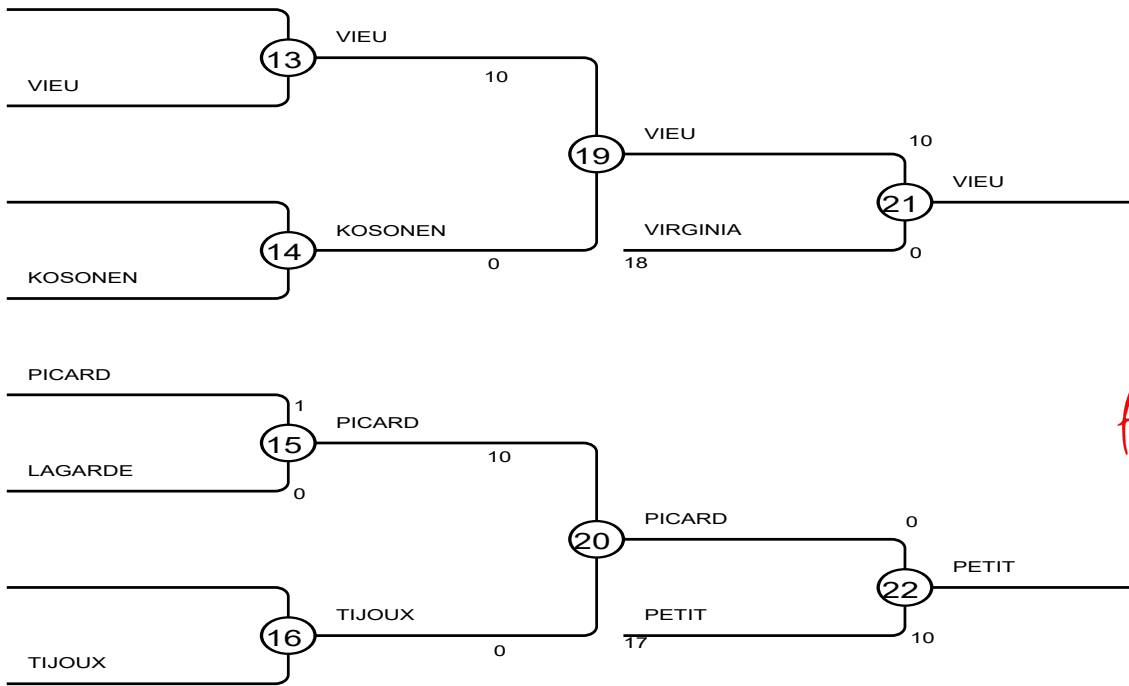 VIEU
13
VIEU
10
KOSONEN
14
KOSONEN
0
19
VIEU
10
VIRGINIA
18
0
21
VIEU
PICARD
1
LAGARDE
0
15
PICARD
10
TIJOUX
16
TIJOUX
0
20
PICARD
0
PETIT
17
10
22
PETIT